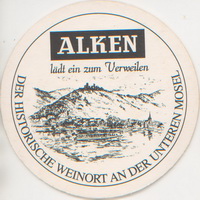 ALKEN
lädt ein zum Verweilen
DER HISTORISCHE WEINORT AN DER UNTEREN MOSEL